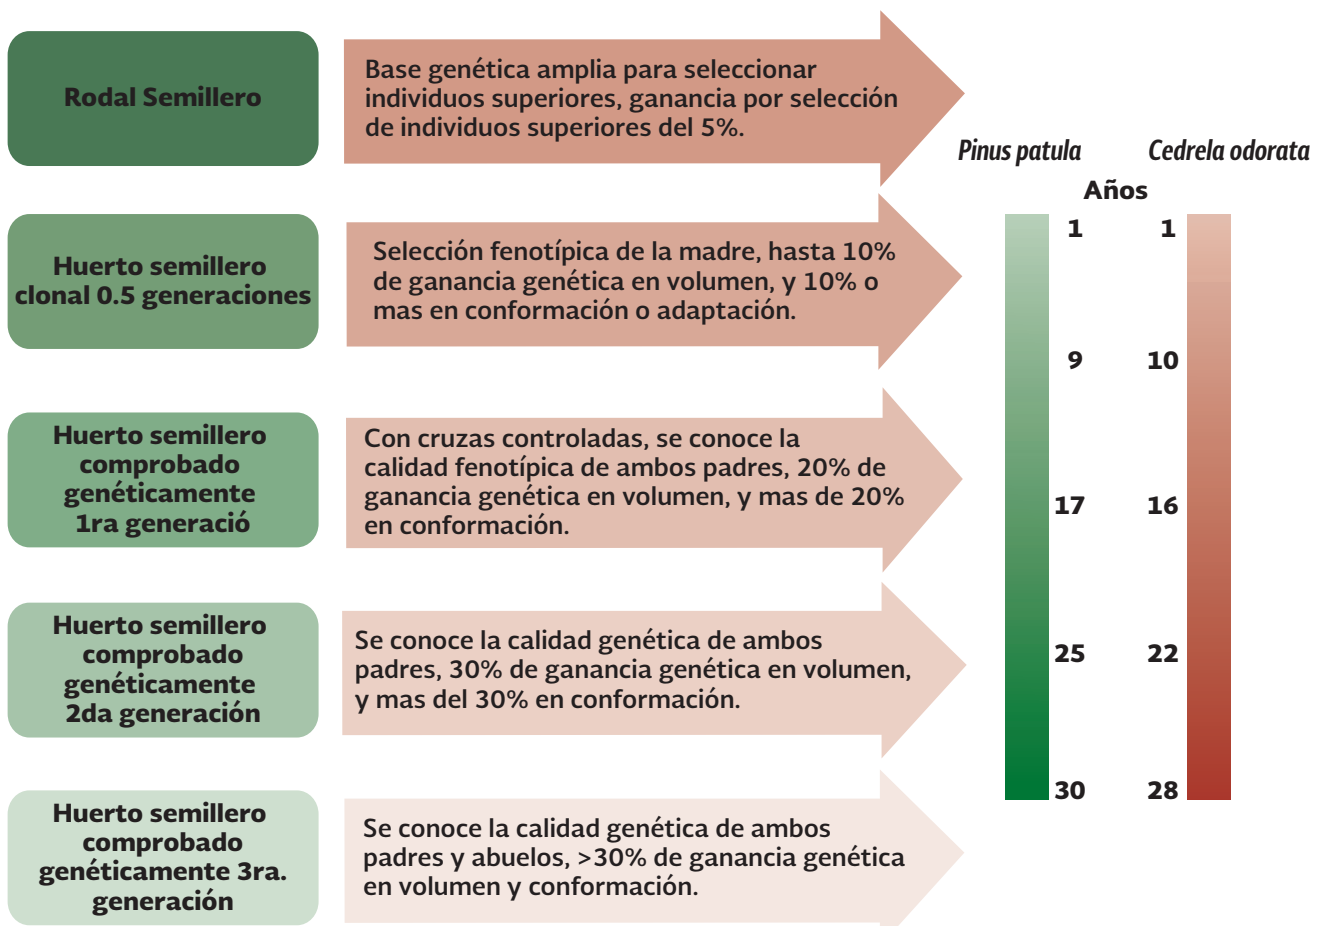 Rodal Semillero
Base genética amplia para seleccionar
individuos superiores, ganancia por selección
de individuos superiores del 5%.
Huerto semillero
clonal 0.5 generaciones
Selección fenotípica de la madre, hasta 10%
de ganancia genética en volumen, y 10% o
mas en conformación o adaptación.
Huerto semillero
comprobado
genéticamente
1ra generació
Con cruzas controladas, se conoce la
calidad fenotípica de ambos padres, 20% de
ganancia genética en volumen, y mas de 20%
en conformación.
Huerto semillero
comprobado
genéticamente
2da generación
Se conoce la calidad genética de ambos
padres, 30% de ganancia genética en volumen,
y mas del 30% en conformación.
Huerto semillero
comprobado
genéticamente 3ra.
generación
Se conoce la calidad genética de ambos
padres y abuelos, >30% de ganancia genética
en volumen y conformación.
Pinus patula Cedrela odorata
Años
1 1
9 10
17 16
25 22
30 28